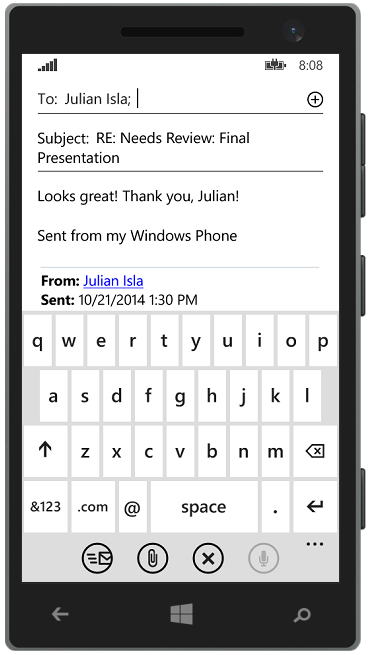 8:08
To: Julian Isla;
Subject: RE: Needs Review: Final
Presentation
Looks great! Thank you, Julian!
Sent from my Windows Phone
From: Julian Isla
Sent: 10/21/2014 1:30 PM
q w e r t y u i o p
a s d f g h j k l
z x c v b n m
&123 .com @ space .